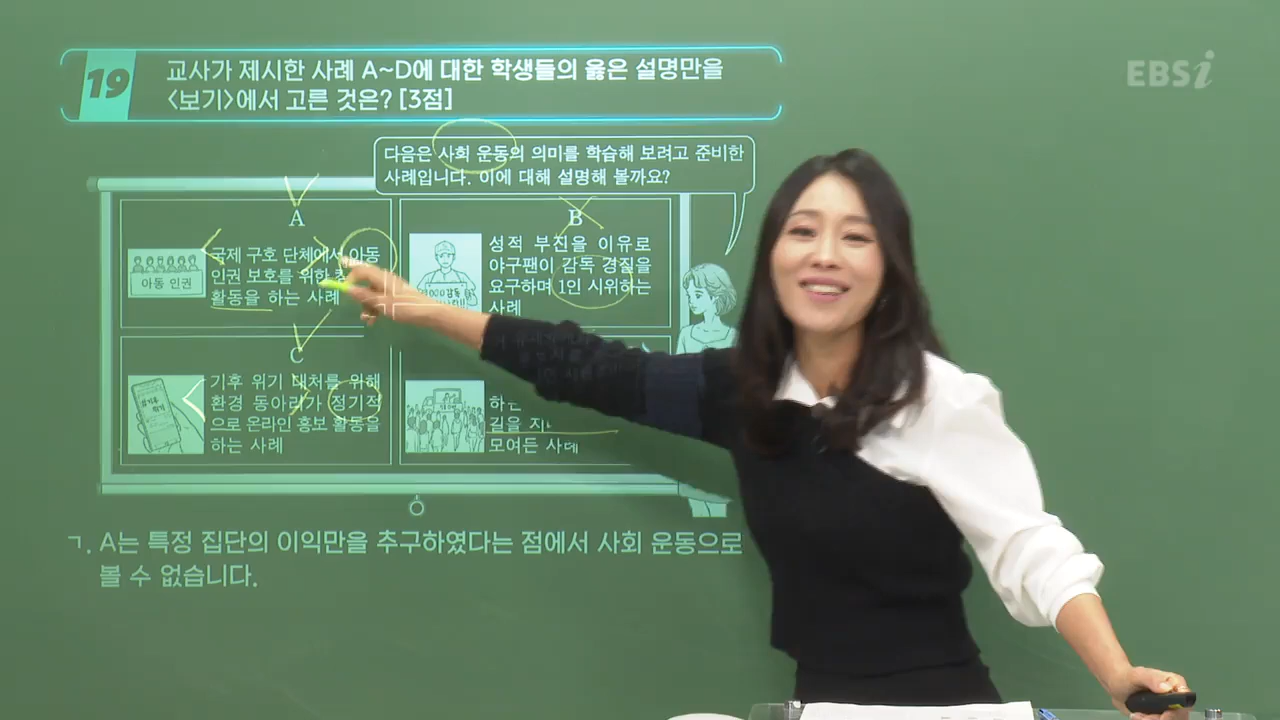 19
교사가 제시한 사례 A~D에 대한 학생들의 옳은 설명만을
<보기>에서 고른 것은? [3점]
EBSi
다음은 사회 운동의 의미를 학습해 보려고 준비한
사례입니다. 이에 대해 설명해 볼까요?
A
아동 인권
국제 구호 단체에서 아동
인권 보호를 위한
활동을 하는 사례
B
감독
성적 부진을 이유로
야구팬이 감독 경질을
요구하며 1인 시위하는
사례
C
기후 위기 대처를 위해
환경 동아리가 정기적
으로 온라인 홍보 활동을
하는 사례
하는
길을
모여든 사례
ㄱ. A는 특정 집단의 이익만을 추구하였다는 점에서 사회 운동으로
볼 수 없습니다.